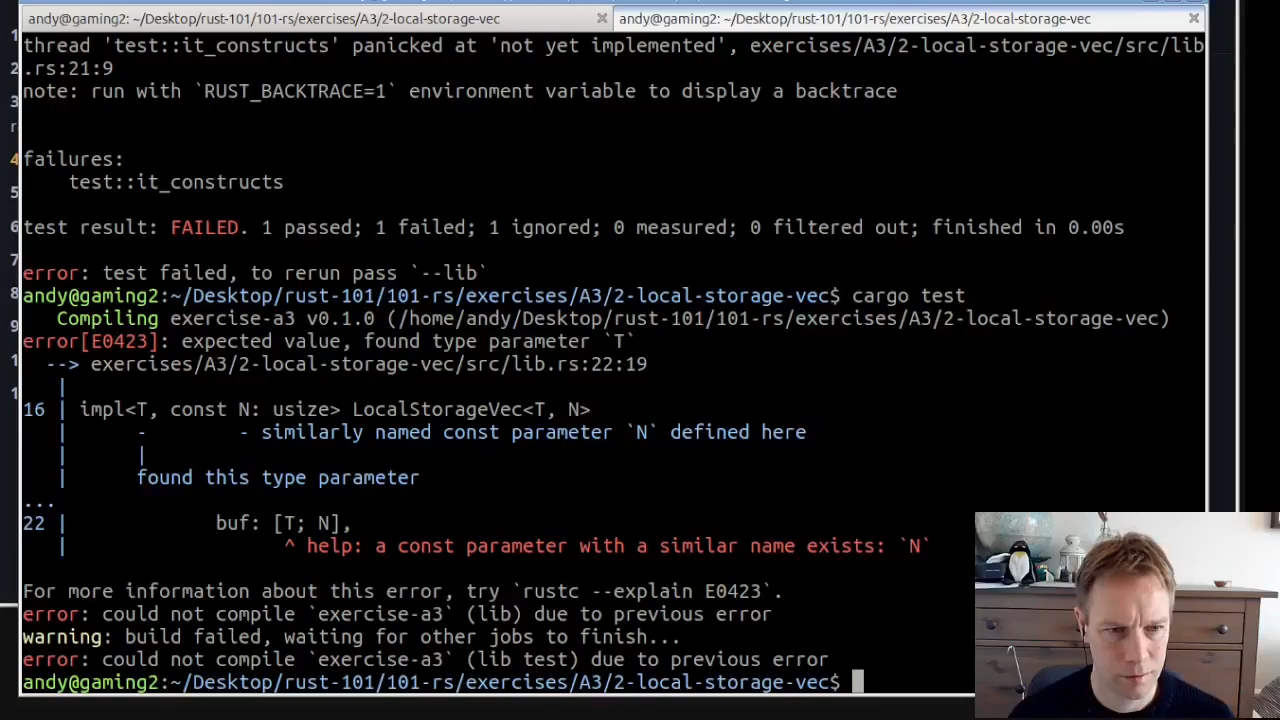 andy@gaming2: ~/Desktop/rust-101/101-rs/exercises/A3/2-local-storage-vec
andy@gaming2: ~/Desktop/rust-101/101-rs/exercises/A3/2-local-storage-vec
thread 'test::it_constructs' panicked at 'not yet implemented', exercises/A3/2-local-storage-vec/src/lib
.rs:21:9
note: run with `RUST_BACKTRACE=1` environment variable to display a backtrace
failures:
    test::it_constructs
test result: FAILED. 1 passed; 1 failed; 1 ignored; 0 measured; 0 filtered out; finished in 0.00s
error: test failed, to rerun pass `--lib`
andy@gaming2:~/Desktop/rust-101/101-rs/exercises/A3/2-local-storage-vec$ cargo test
   Compiling exercise-a3 v0.1.0 (/home/andy/Desktop/rust-101/101-rs/exercises/A3/2-local-storage-vec)
error[E0423]: expected value, found type parameter `T`
  --> exercises/A3/2-local-storage-vec/src/lib.rs:22:19
   |
16 | impl<T, const N: usize> LocalStorageVec<T, N>
   |      -        - similarly named const parameter `N` defined here
   |      |
   |      found this type parameter
...
22 |             buf: [T; N],
   |                   ^ help: a const parameter with a similar name exists: `N`
For more information about this error, try `rustc --explain E0423`.
error: could not compile `exercise-a3` (lib) due to previous error
warning: build failed, waiting for other jobs to finish...
error: could not compile `exercise-a3` (lib test) due to previous error
andy@gaming2:~/Desktop/rust-101/101-rs/exercises/A3/2-local-storage-vec$